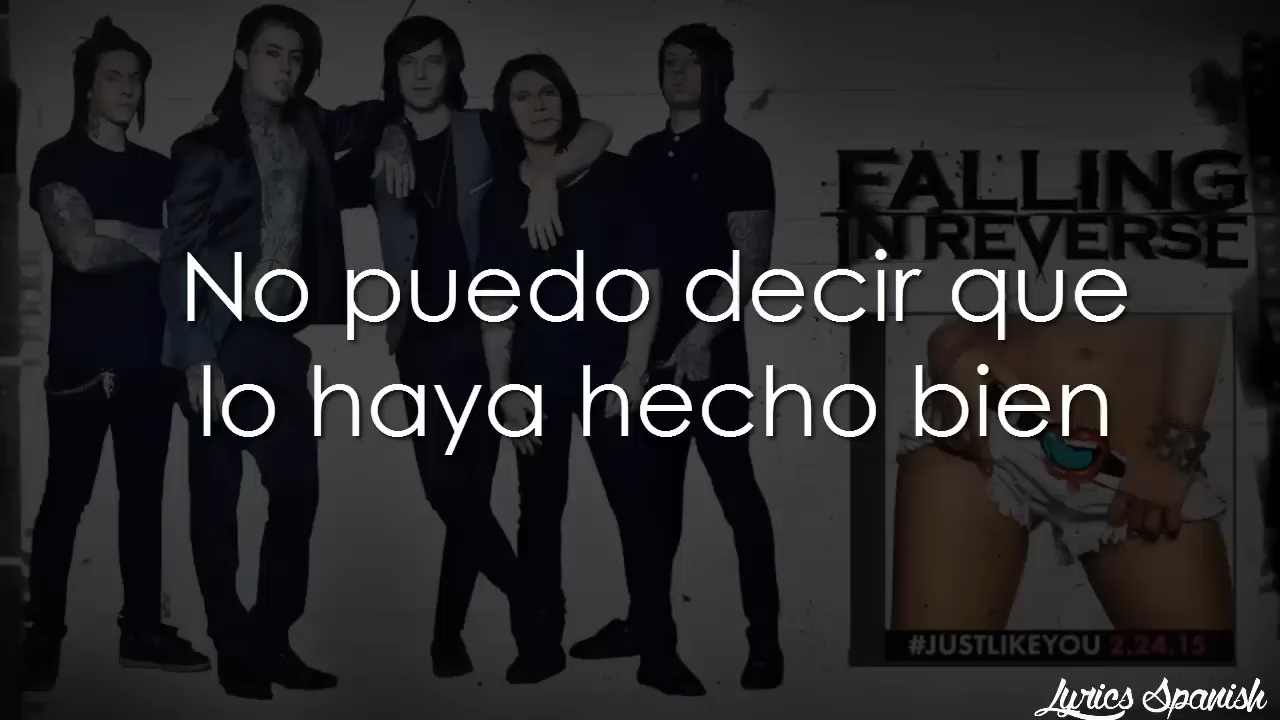 FALLING
IN REVERSE
No puedo decir que
lo haya hecho bien
#JUSTLIKEYOU 2.24.15
Lyrics Spanish